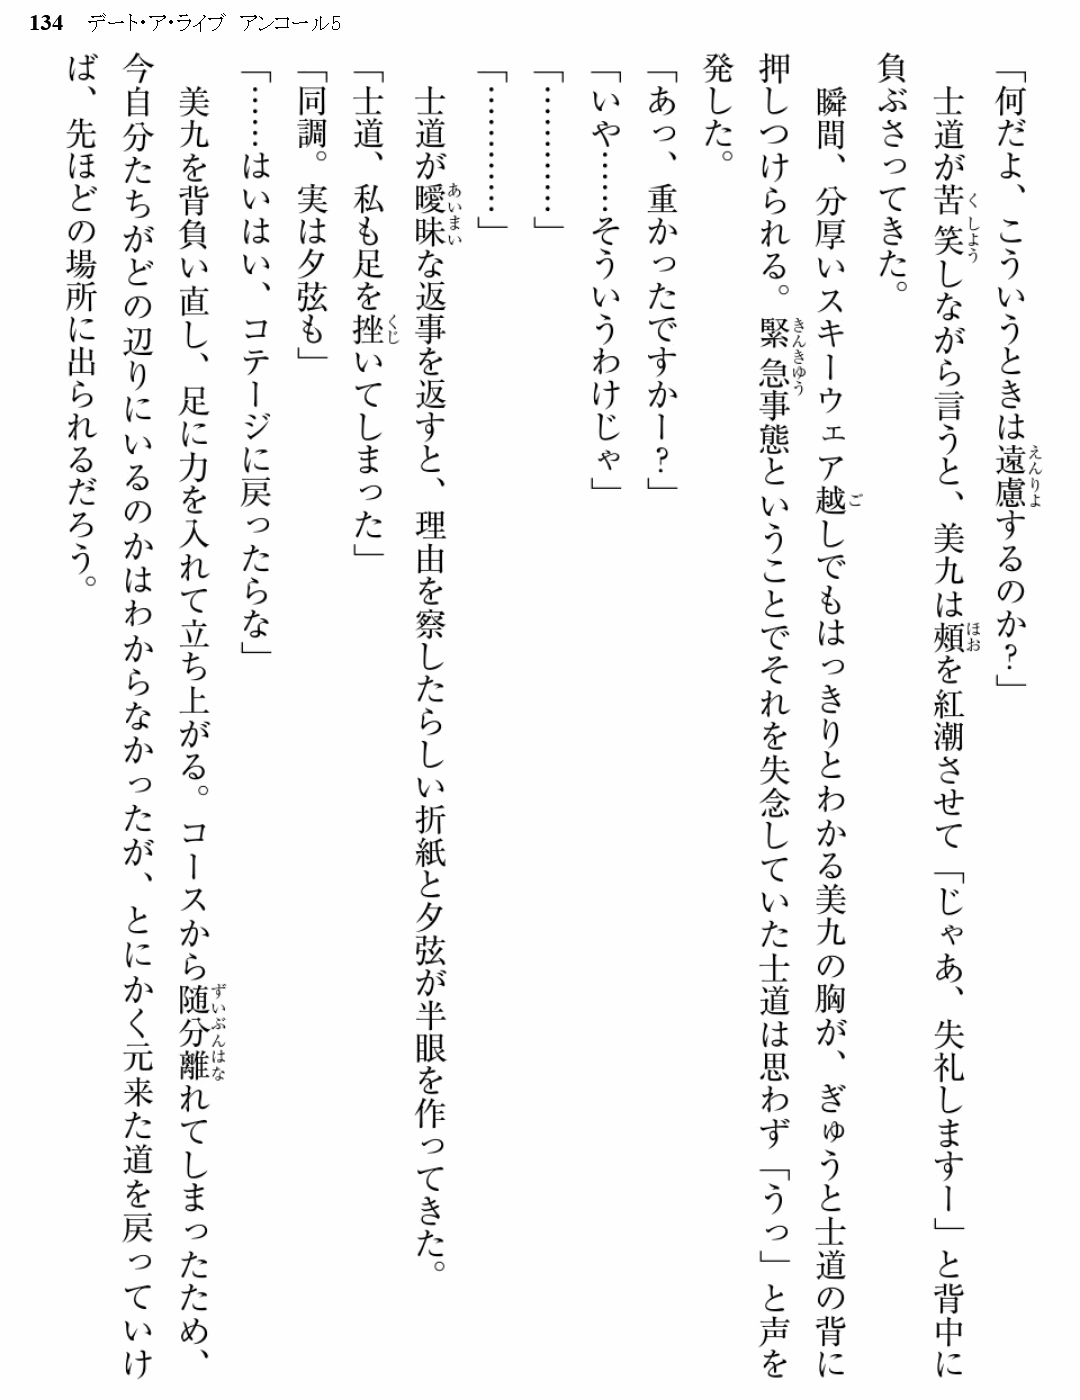 134 デート・ア・ライブ アンコール5
「何だよ、こういうときは遠慮するのか？」
　士道が苦笑しながら言うと、美九は頰を紅潮させて「じゃあ、失礼しますー」と背中に
負ぶさってきた。
　瞬間、分厚いスキーウェア越しでもはっきりとわかる美九の胸が、ぎゅうと士道の背に
押しつけられる。緊急事態ということでそれを失念していた士道は思わず「うっ」と声を
発した。
「あっ、重かったですかー？」
「いや……そういうわけじゃ」
「…………」
「…………」
　士道が曖昧な返事を返すと、理由を察したらしい折紙と夕弦が半眼を作ってきた。
「士道、私も足を挫いてしまった」
「同調。実は夕弦も」
「……はいはい、コテージに戻ったらな」
　美九を背負い直し、足に力を入れて立ち上がる。コースから随分離れてしまったため、
今自分たちがどの辺りにいるのかはわからなかったが、とにかく元来た道を戻っていけ
ば、先ほどの場所に出られるだろう。